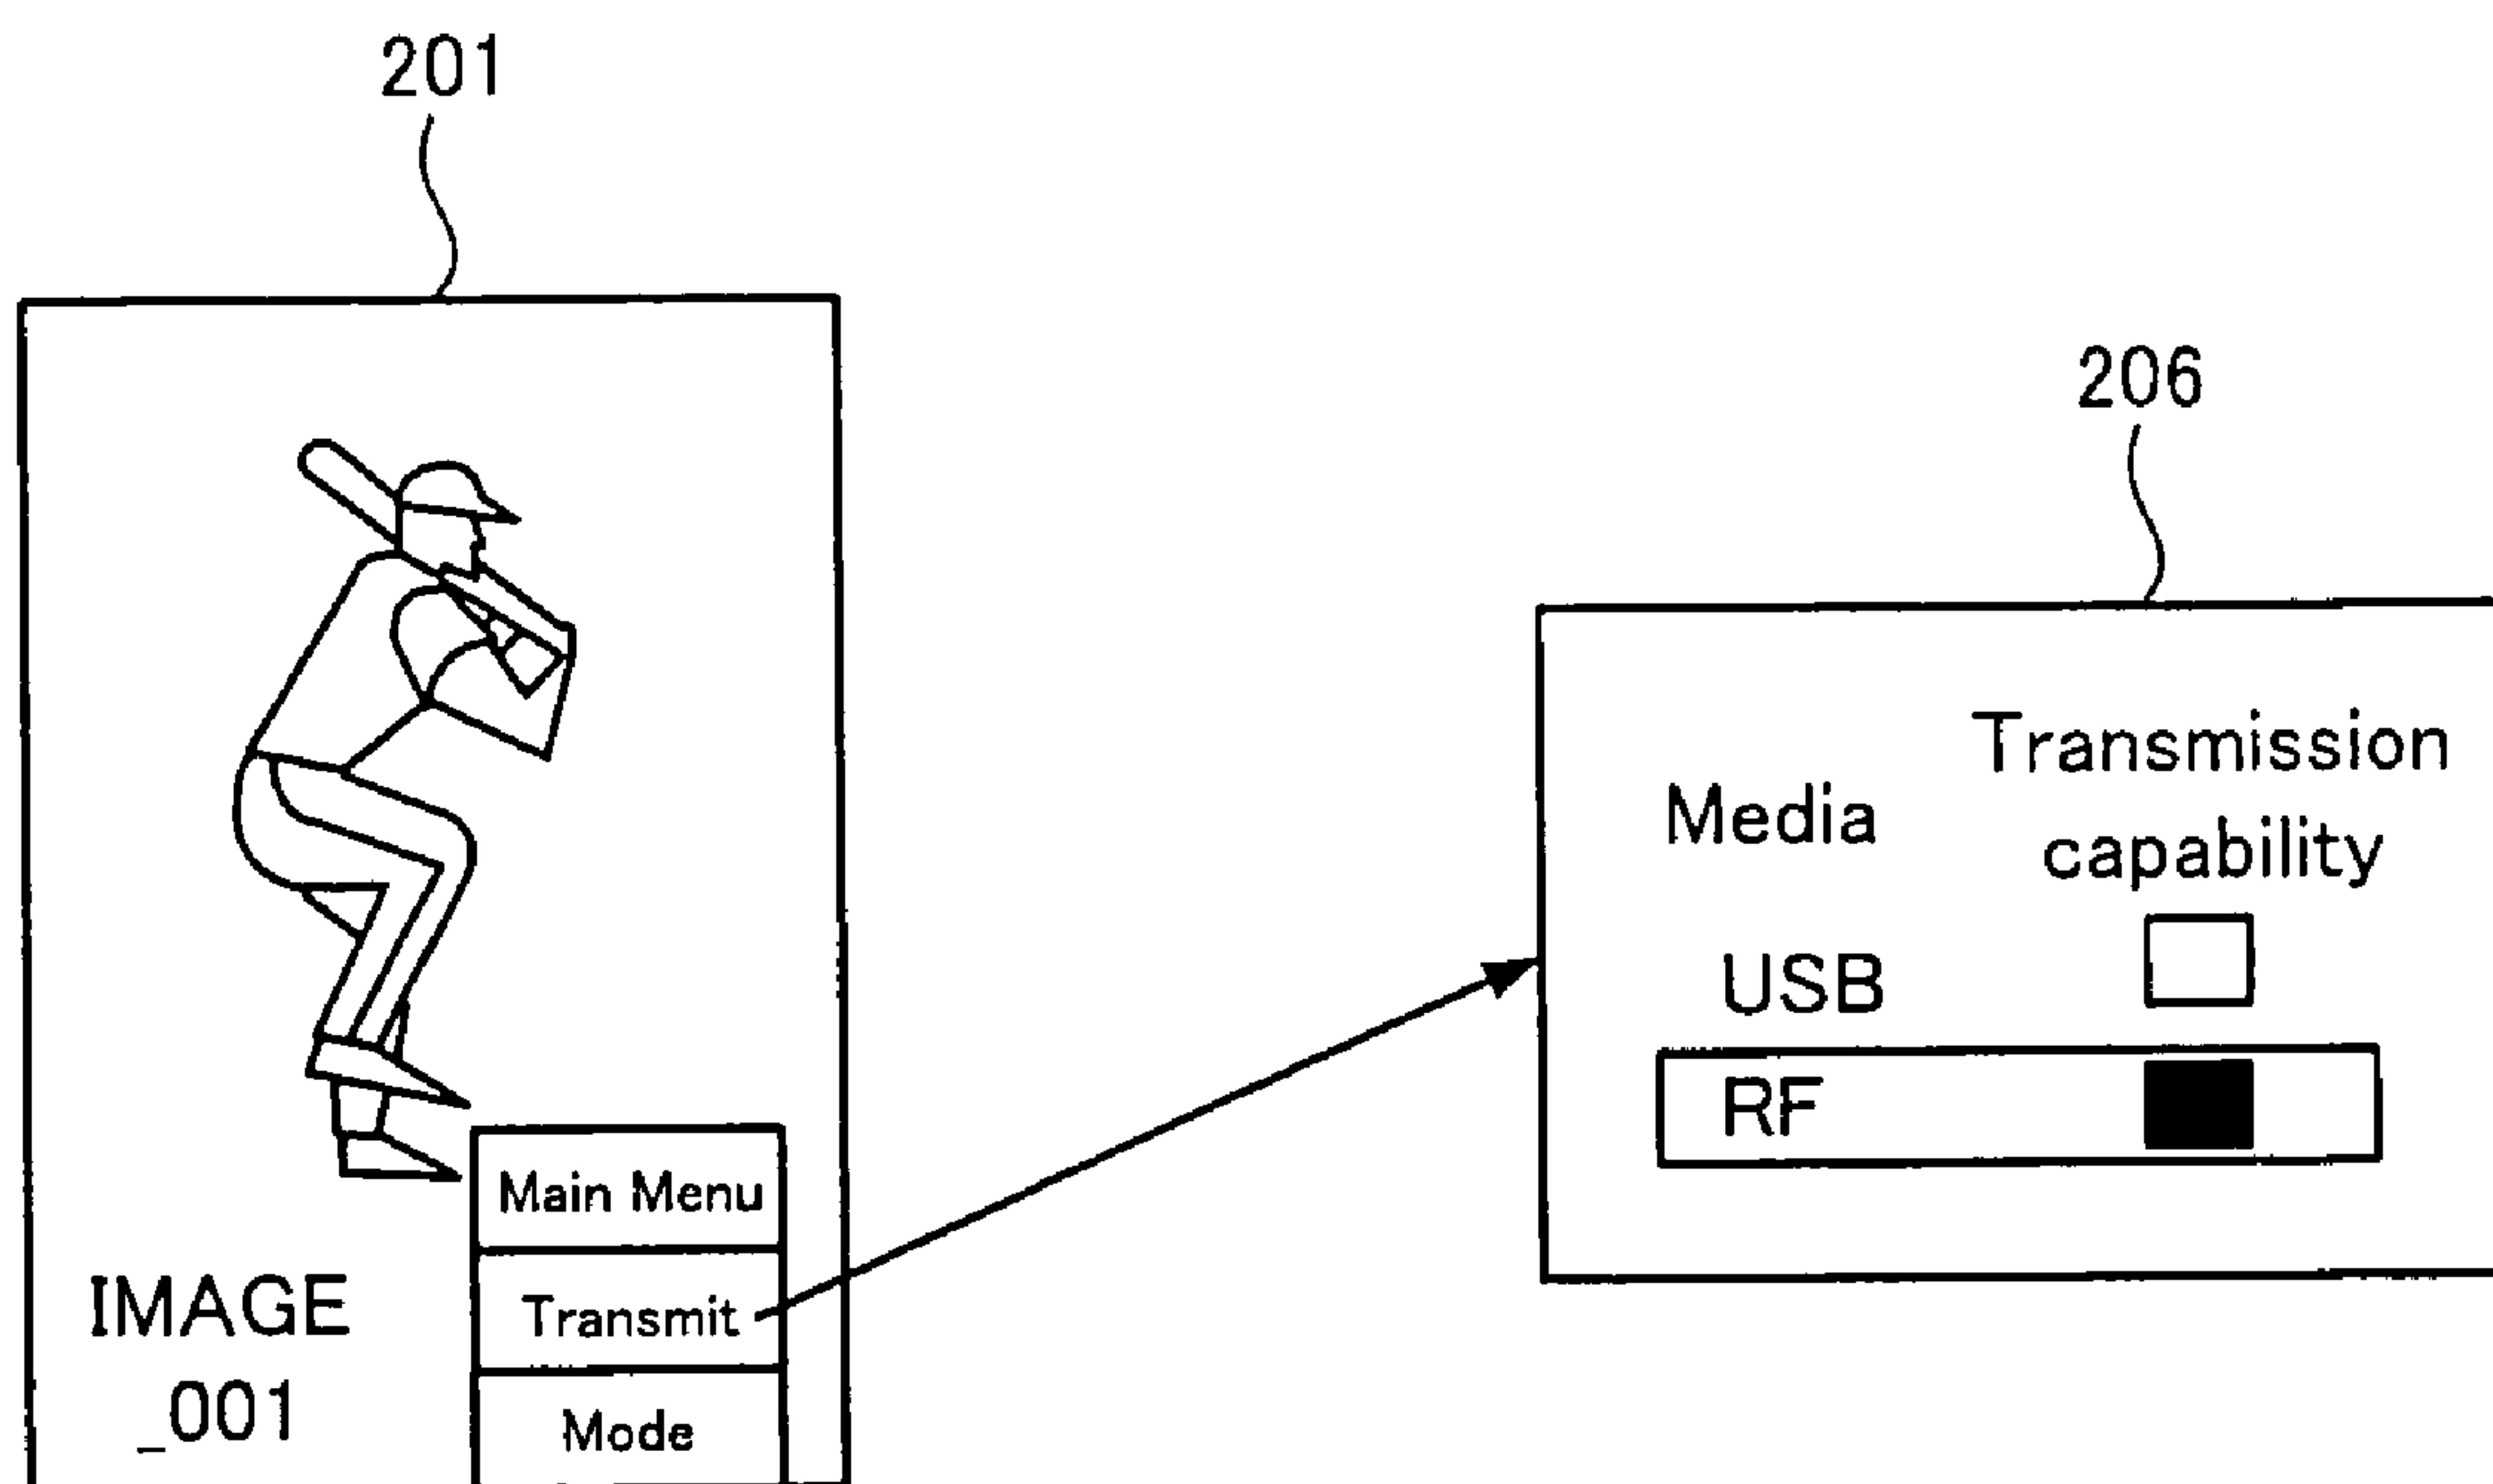 201
206
Transmission
Media
capability
USB
RF
Main Menu
Transmit
Mode
IMAGE
_001